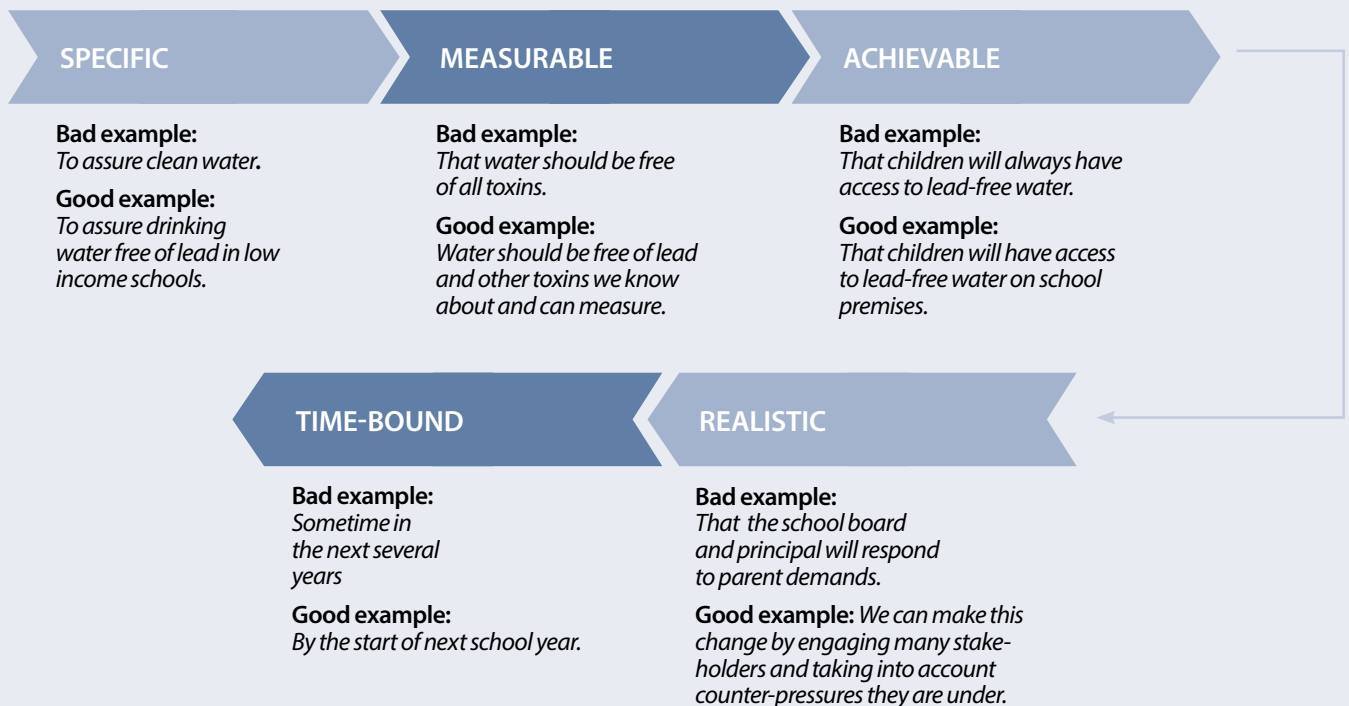 SPECIFIC
Bad example:
To assure clean water.
Good example:
To assure drinking
water free of lead in low
income schools.
MEASURABLE
Bad example:
That water should be free
of all toxins.
Good example:
Water should be free of lead
and other toxins we know
about and can measure.
ACHIEVABLE
Bad example:
That children will always have
access to lead-free water.
Good example:
That children will have access
to lead-free water on school
premises.
REALISTIC
Bad example:
That the school board
and principal will respond
to parent demands.
Good example: We can make this
change by engaging many stake-
holders and taking into account
counter-pressures they are under.
TIME-BOUND
Bad example:
Sometime in
the next several
years
Good example:
By the start of next school year.